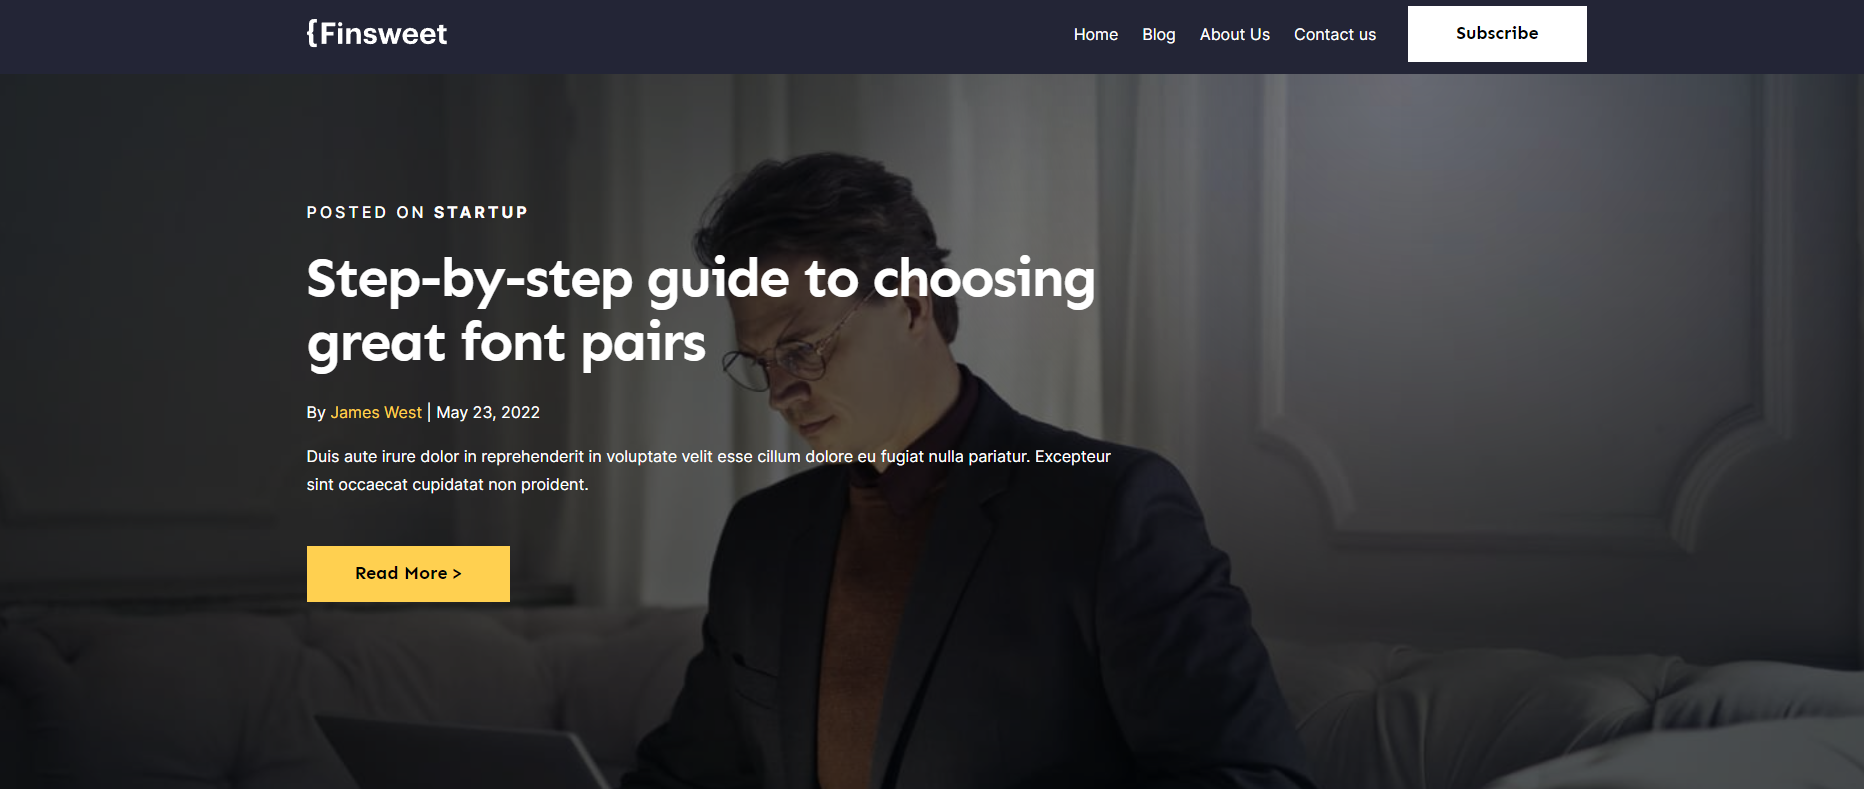 {Finsweet
Home Blog About Us Contact us Subscribe
POSTED ON STARTUP
Step-by-step guide to choosing
great font pairs
By James West | May 23, 2022
Duis aute irure dolor in reprehenderit in voluptate velit esse cillum dolore eu fugiat nulla pariatur. Excepteur
sint occaecat cupidatat non proident.
Read More >